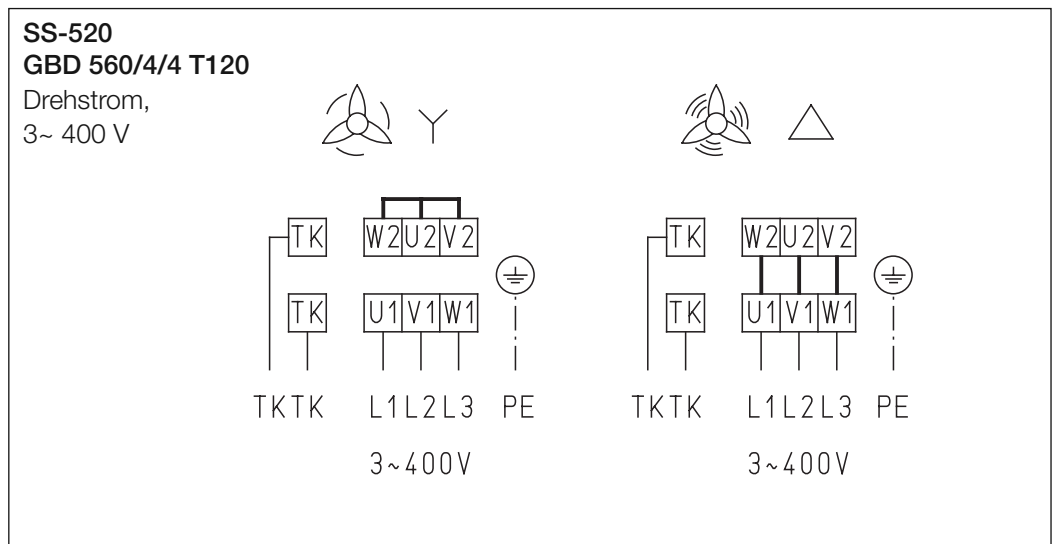 SS-520
GBD 560/4/4 T120
Drehstrom,
3~ 400 V
TK W2 U2 V2
TK U1 V1 W1
TK TK L1 L2 L3 PE
3~400V
TK W2 U2 V2
TK U1 V1 W1
TK TK L1 L2 L3 PE
3~400V